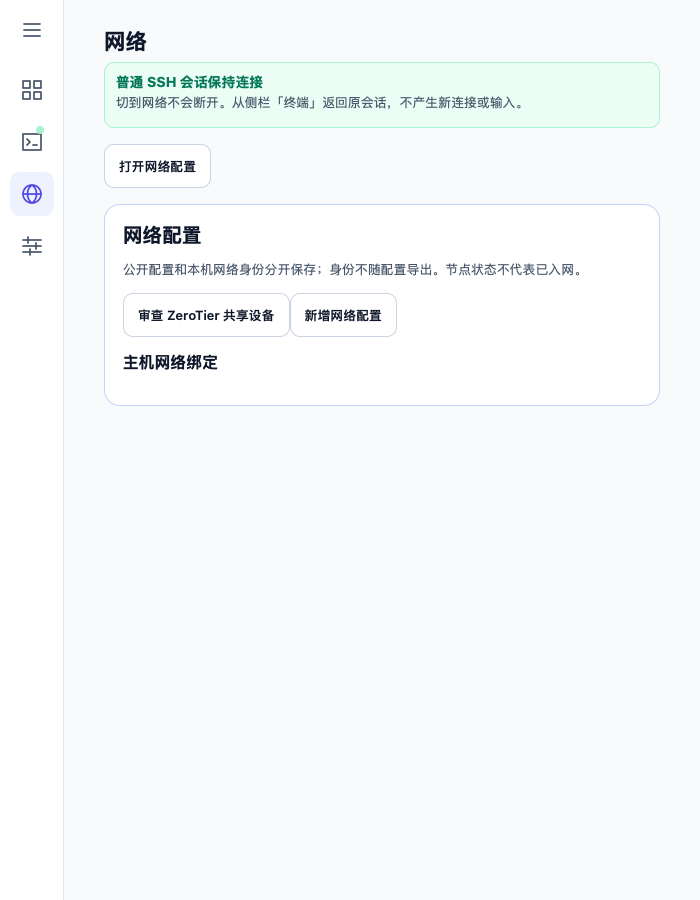 网络
普通 SSH 会话保持连接
切到网络不会断开。从侧栏「终端」返回原会话，不产生新连接或输入。
打开网络配置
网络配置
公开配置和本机网络身份分开保存；身份不随配置导出。节点状态不代表已入网。
审查 ZeroTier 共享设备
新增网络配置
主机网络绑定